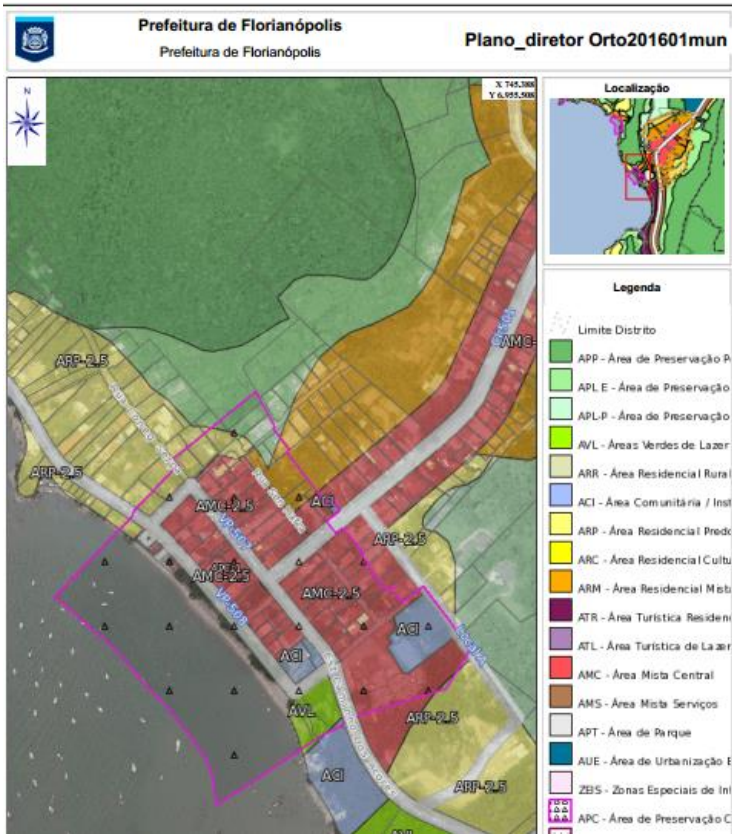 Prefeitura de Florianópolis
Prefeitura de Florianópolis
Plano_diretor Orto201601mun
N
X 745.388
Y 6.955.508
Localização
Legenda
Limite Distrito
APP - Área de Preservação P
APL E - Área de Preservação
APL-P - Área de Preservação
AVL - Áreas Verdes de Lazer
ARR - Área Residencial Rural
ACI - Área Comunitária / Inst
ARP - Área Residencial Predo
ARC - Área Residencial Cultu
ARM - Área Residencial Mist
ATR - Área Turística Residen
ATL - Área Turística de Lazer
AMC - Área Mista Central
AMS - Área Mista Serviços
APT - Área de Parque
AUE - Área de Urbanização E
ZEIS - Zonas Especiais de In
APC - Área de Preservação C
AMC-
ARP-2.5
ARP-2.5
AMC-2.5
ACI
ARP-2.5
AMC-2.5
VP-508
AMC-2.5
ACI
ACI
AVL
ARP-2.5
ACI
ARP-2.5
AVL